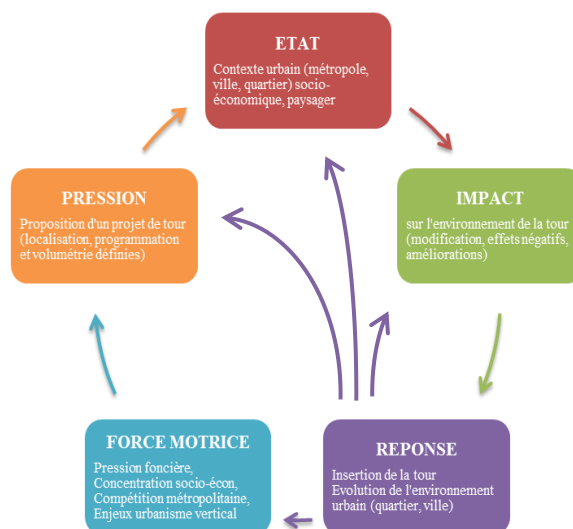 ETAT
Contexte urbain (métropole,
ville, quartier) socio-
économique, paysager
PRESSION
Proposition d'un projet de tour
(localisation, programmation
et volumétrie définies)
IMPACT
sur l'environnement de la tour
(modification, effets négatifs,
améliorations)
FORCE MOTRICE
Pression foncière,
Concentration socio-écon,
Compétition métropolitaine,
Enjeux urbanisme vertical
REPONSE
Insertion de la tour
Evolution de l'environnement
urbain (quartier, ville)